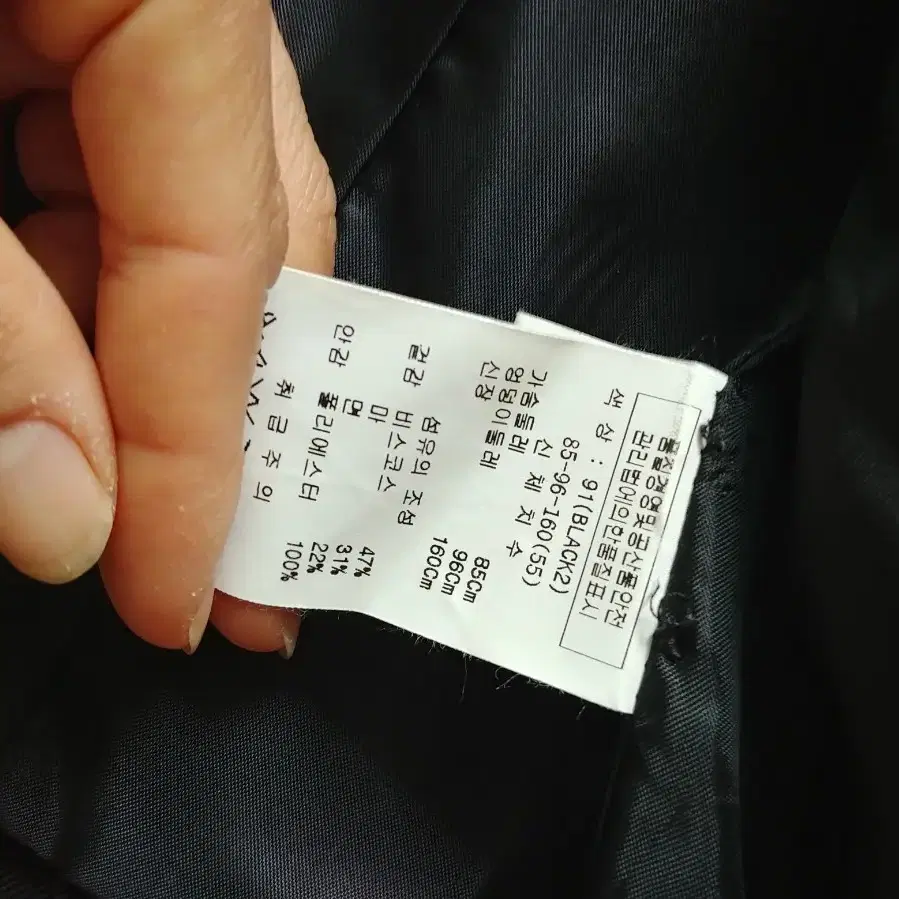 품질경영및공산품안전
관리법에의한품질표시
색 상 : 91(BLACK2)
85-96-160(55)
신 체 치 수
가슴둘레 85Cm
엉덩이둘레 96Cm
신장 160Cm
섬유의 조성
겉감 비스코스 47%
마 31%
면 22%
안감 폴리에스터 100%
취 급 주 의